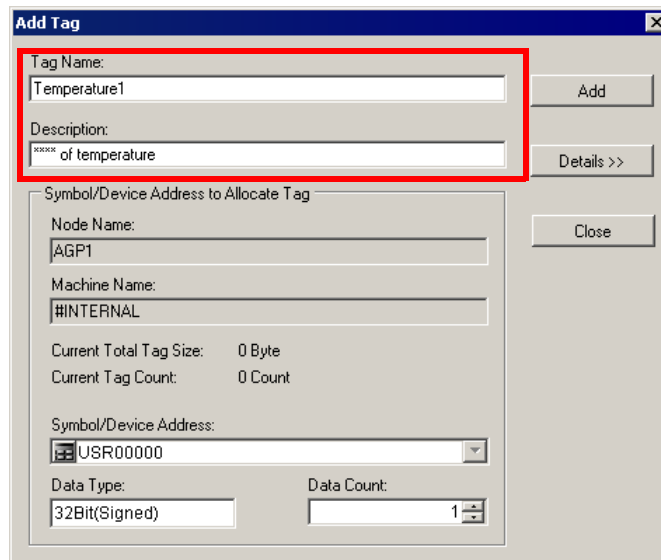 Add Tag
Tag Name:
Temperature1
Add
Description:
**** of temperature
Details >>
Symbol/Device Address to Allocate Tag
Close
Node Name:
AGP1
Machine Name:
#INTERNAL
Current Total Tag Size: 0 Byte
Current Tag Count: 0 Count
Symbol/Device Address:
USR00000
Data Type: Data Count:
32Bit(Signed) 1